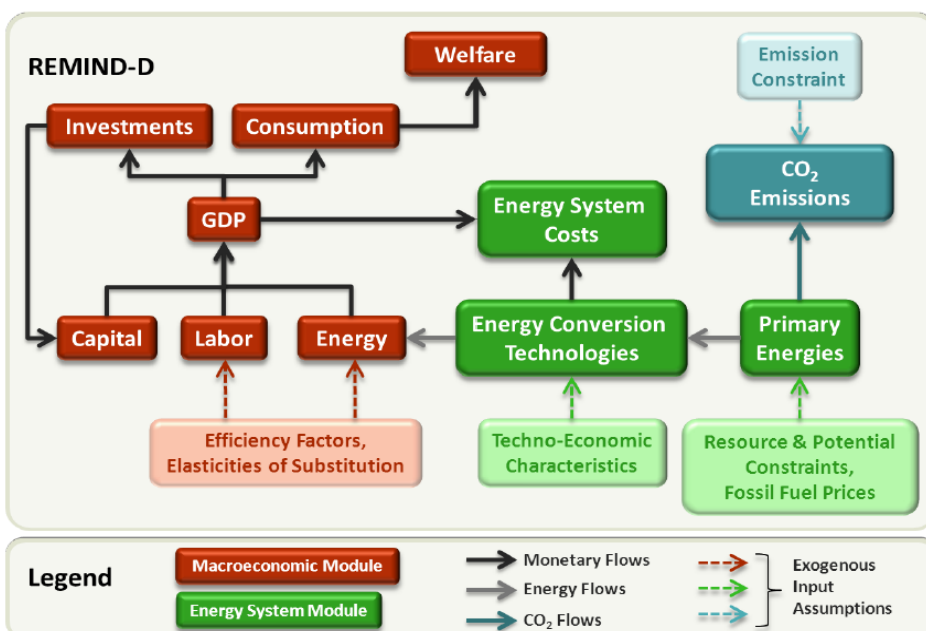 REMIND-D
Welfare
Emission
Constraint
Investments
Consumption
CO₂
Emissions
GDP
Energy System
Costs
Capital
Labor
Energy
Energy Conversion
Technologies
Primary
Energies
Efficiency Factors,
Elasticities of Substitution
Techno-Economic
Characteristics
Resource & Potential
Constraints,
Fossil Fuel Prices
Legend
Macroeconomic Module
Energy System Module
Monetary Flows
Energy Flows
CO₂ Flows
Exogenous
Input
Assumptions